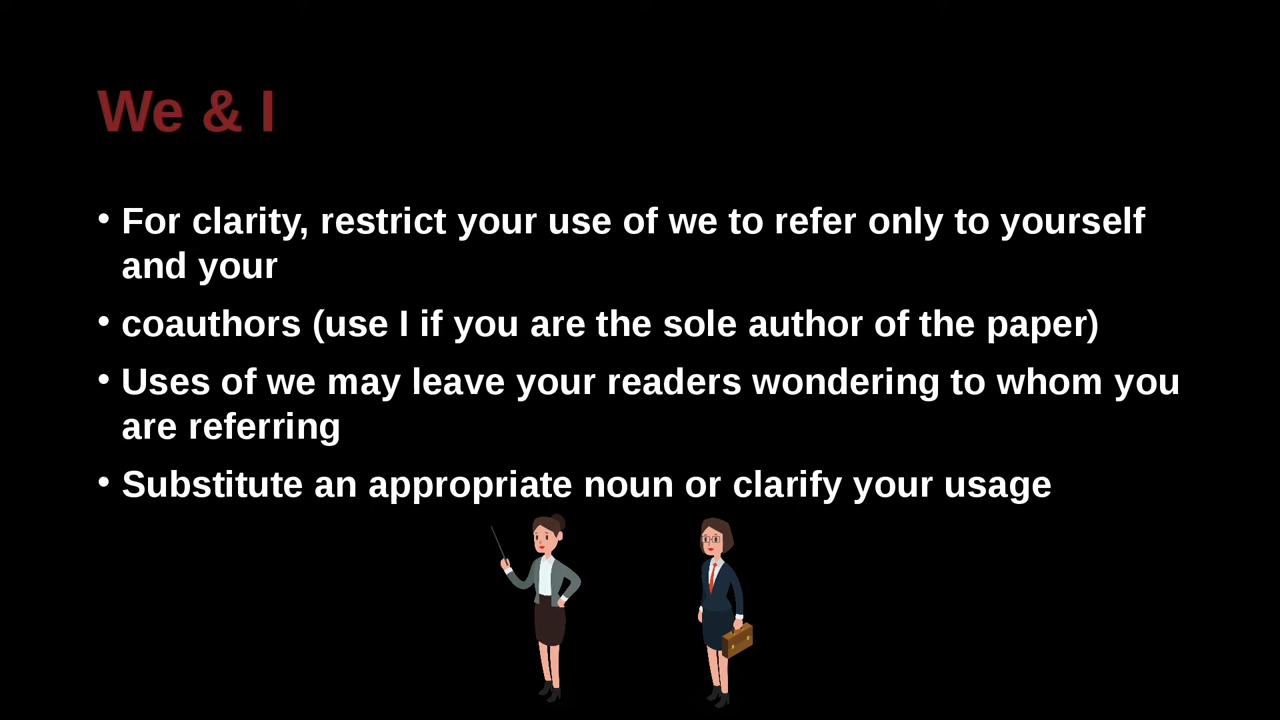 We & I
• For clarity, restrict your use of we to refer only to yourself
and your
• coauthors (use I if you are the sole author of the paper)
• Uses of we may leave your readers wondering to whom you
are referring
• Substitute an appropriate noun or clarify your usage